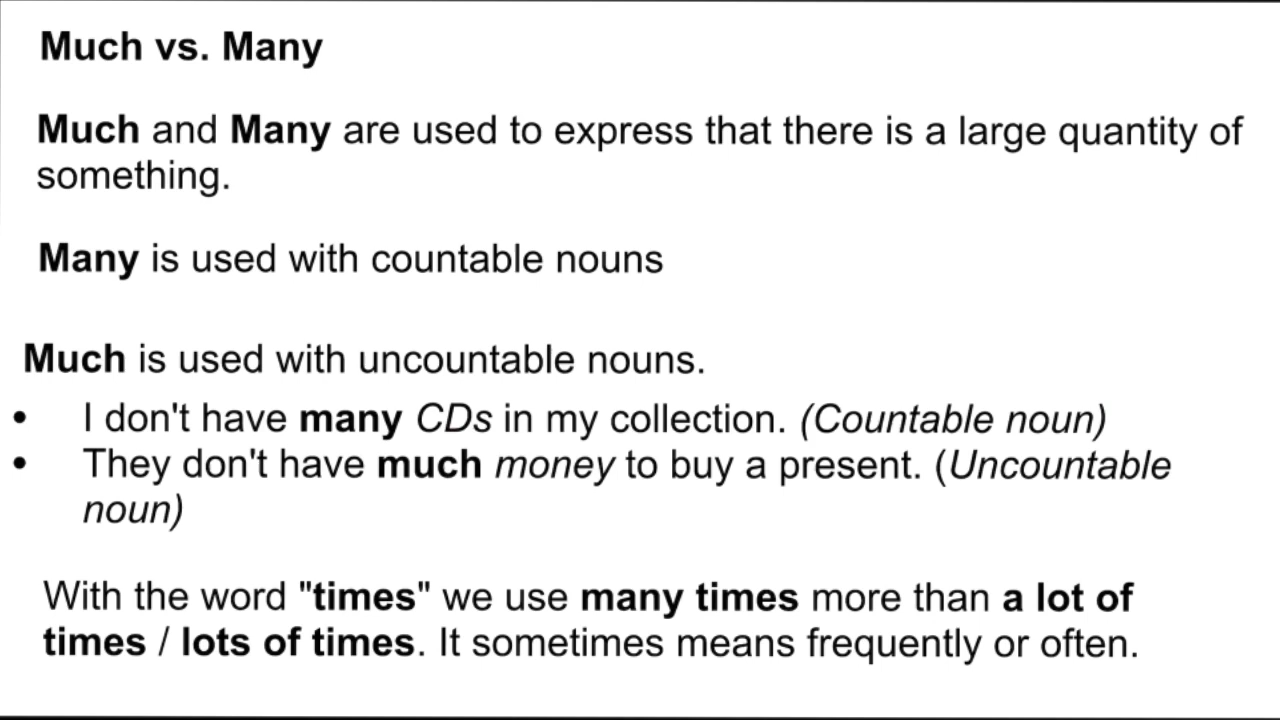 Much vs. Many
Much and Many are used to express that there is a large quantity of
something.
Many is used with countable nouns
Much is used with uncountable nouns.
• I don't have many CDs in my collection. (Countable noun)
• They don't have much money to buy a present. (Uncountable
noun)
With the word "times" we use many times more than a lot of
times / lots of times. It sometimes means frequently or often.